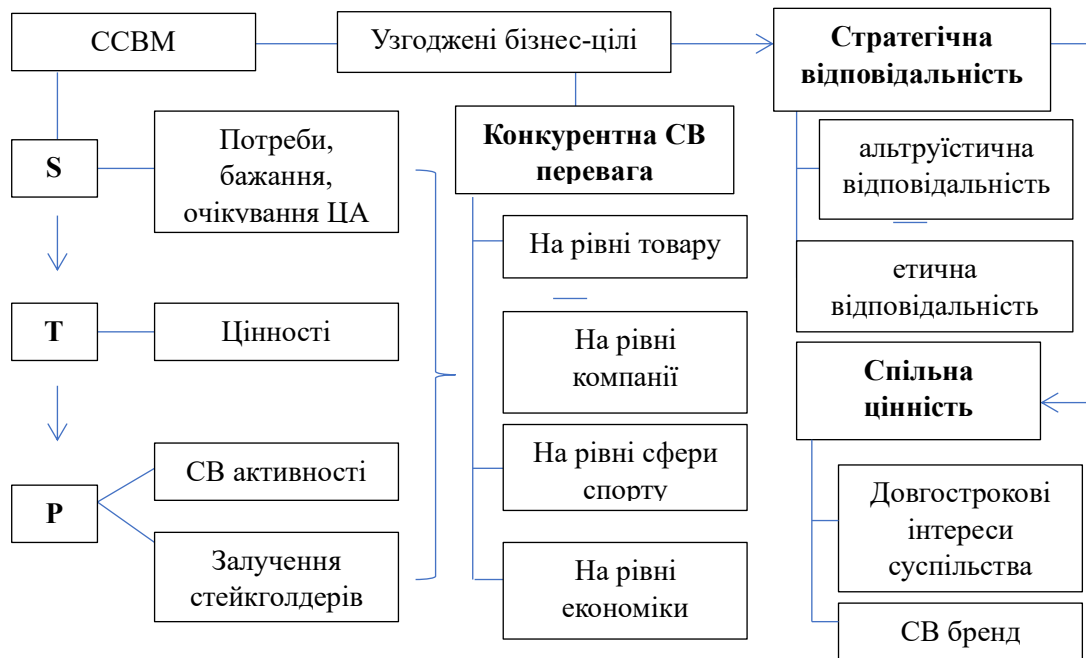 ССВМ
Узгоджені бізнес-цілі
Стратегічна
відповідальність
S
Потреби,
бажання,
очікування ЦА
Конкурентна СВ
перевага
альтруїстична
відповідальність
На рівні товару
етична
відповідальність
T
Цінності
На рівні
компанії
Спільна
цінність
P
СВ активності
Залучення
стейкголдерів
На рівні сфери
спорту
На рівні
економіки
Довгострокові
інтереси
суспільства
СВ бренд